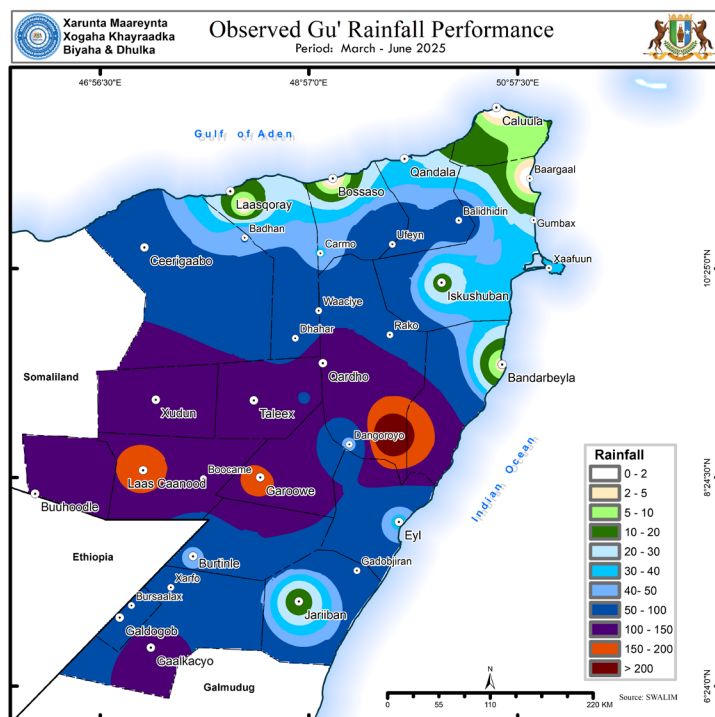 Xarunta Maareynta
Xogaha Khayraadka
Biyaha & Dhulka
Observed Gu' Rainfall Performance
Period: March - June 2025
46°56'30"E
48°57'0"E
50°57'30"E
Gulf of Aden
Caluula
Qandala
Baargaal
Bossaso
Laasqoray
Balidhidin
Gumbax
Badhan
Ufeyn
Ceerigaabo
Carmo
Xaafuun
10°25'0"N
Iskushuban
Waaciye
Dhahar
Rako
Qardho
Bandarbeyla
Somaliland
Xudun
Taleex
Dangoroyo
Indian Ocean
Laas Caanood
Boocame
Garoowe
8°24'30"N
Buuhoodle
Eyl
Ethiopia
Burtinle
Gadobjiran
Xarfo
Bursaalax
Jariiban
Galdogob
Gaalkacyo
Galmudug
6°24'0"N
Rainfall
0 - 2
2 - 5
5 - 10
10 - 20
20 - 30
30 - 40
40- 50
50 - 100
100 - 150
150 - 200
> 200
N
0 55 110 220 KM
Source: SWALIM